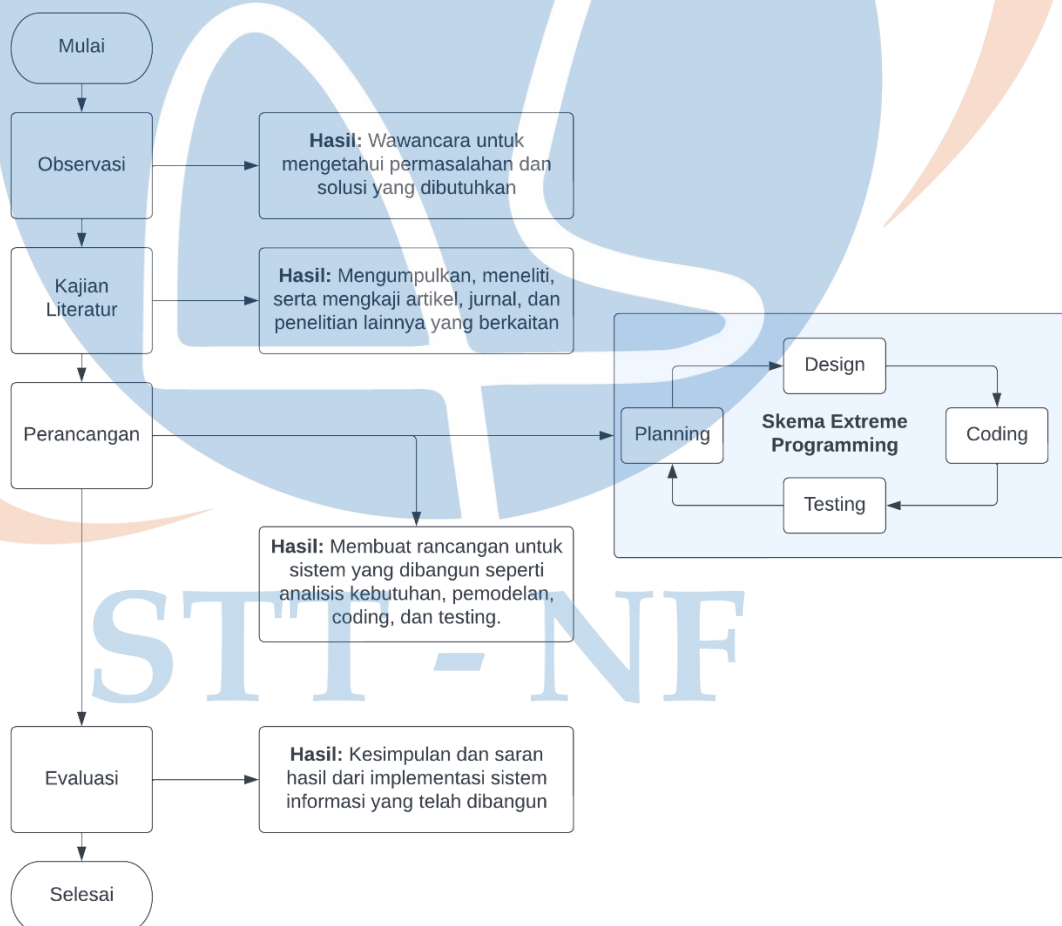 Mulai
Observasi
Hasil: Wawancara untuk
mengetahui permasalahan dan
solusi yang dibutuhkan
Kajian
Literatur
Hasil: Mengumpulkan, meneliti,
serta mengkaji artikel, jurnal, dan
penelitian lainnya yang berkaitan
Perancangan
Planning
Design
Skema Extreme
Programming
Coding
Testing
Hasil: Membuat rancangan untuk
sistem yang dibangun seperti
analisis kebutuhan, pemodelan,
coding, dan testing.
STT - NF
Evaluasi
Hasil: Kesimpulan dan saran
hasil dari implementasi sistem
informasi yang telah dibangun
Selesai